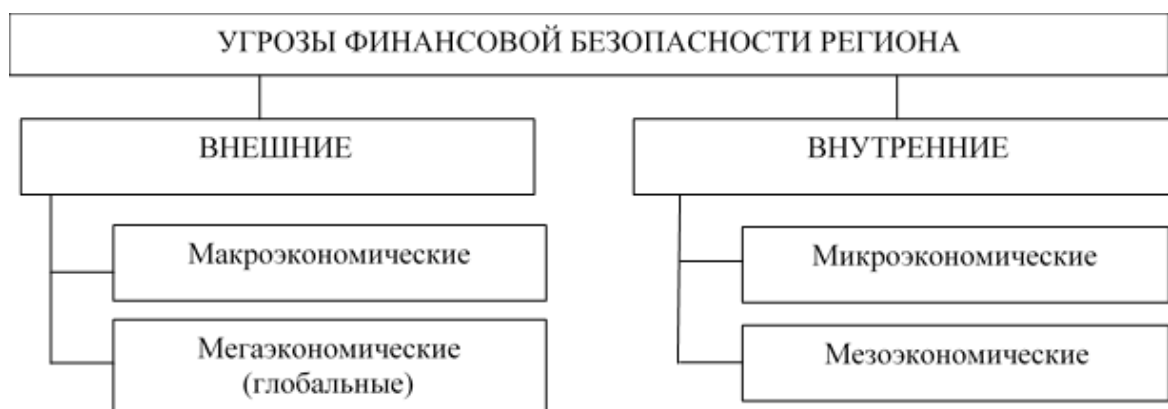 УГРОЗЫ ФИНАНСОВОЙ БЕЗОПАСНОСТИ РЕГИОНА
ВНЕШНИЕ
Макроэкономические
Мегаэкономические
(глобальные)
ВНУТРЕННИЕ
Микроэкономические
Мезоэкономические